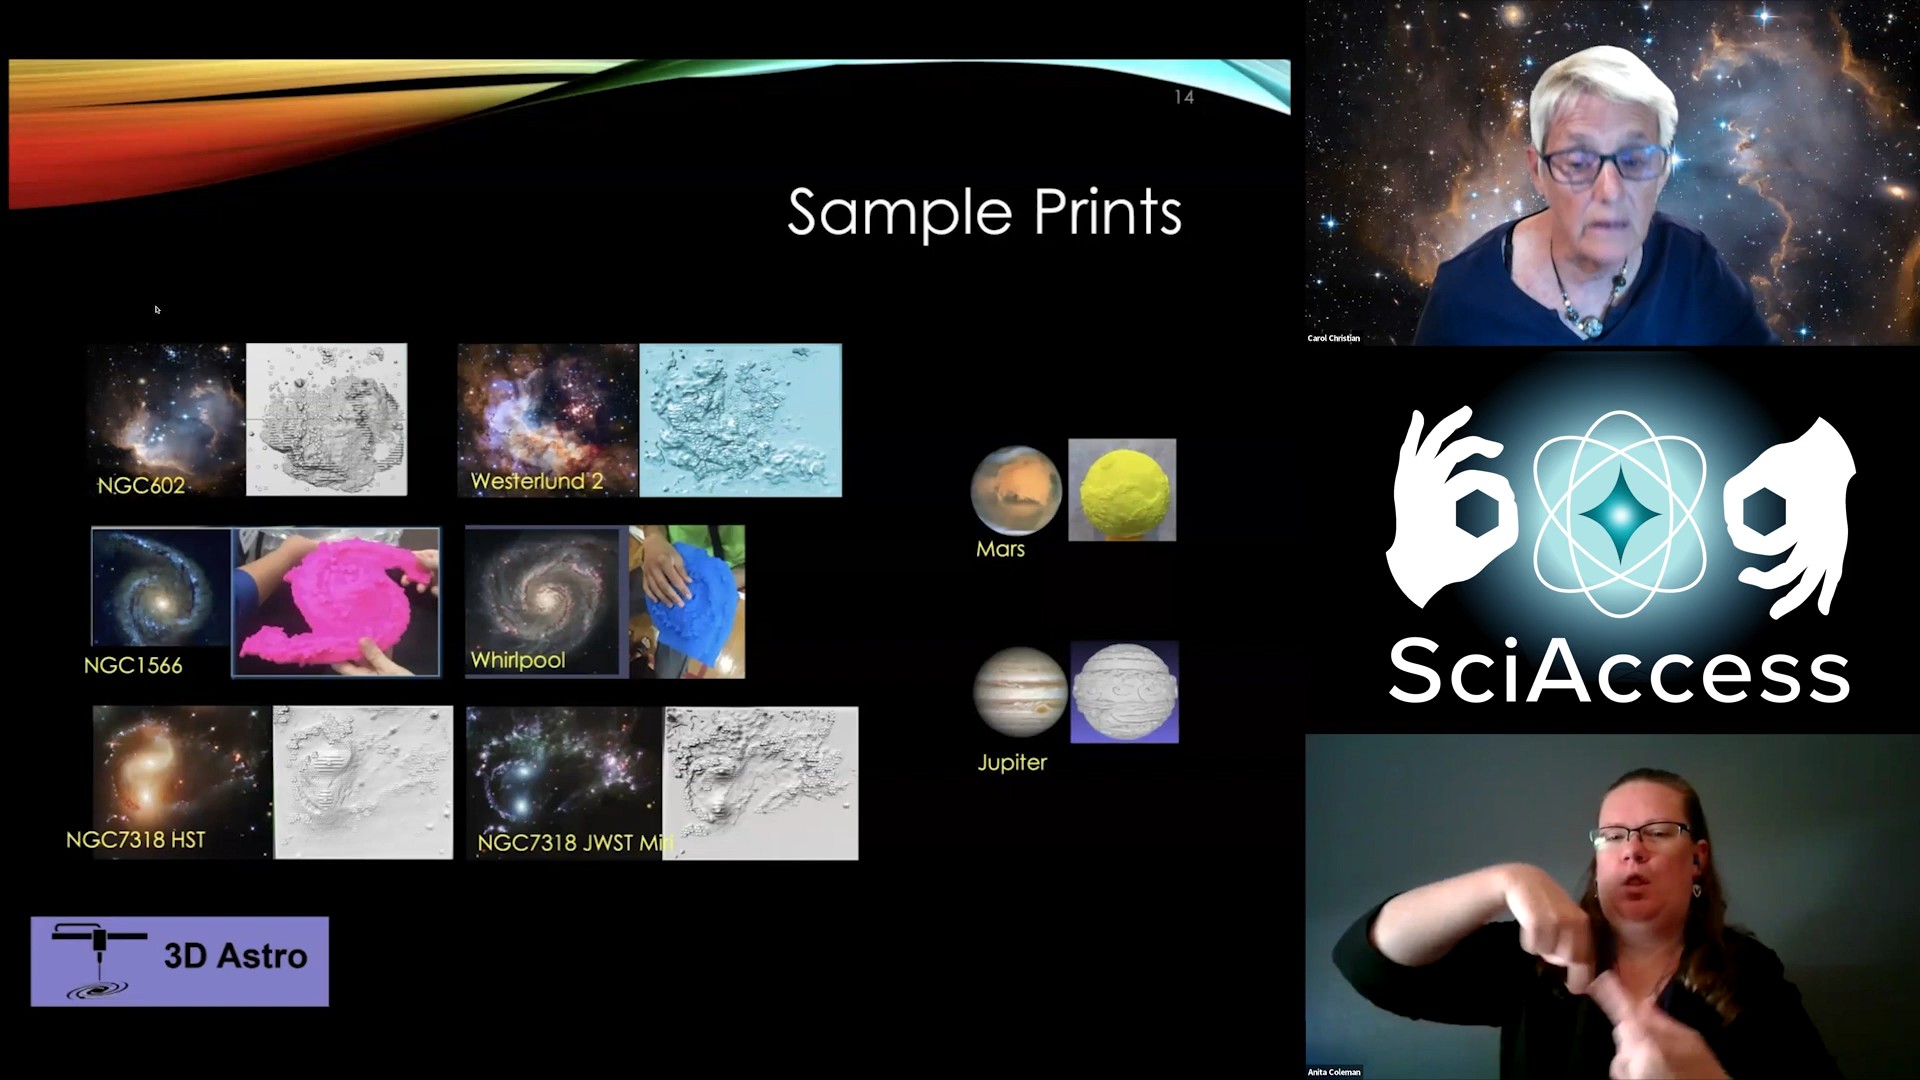 14
Sample Prints
NGC602
Westerlund 2
Mars
NGC1566
Whirlpool
Jupiter
NGC7318 HST
NGC7318 JWST Miri
3D Astro
Carol Christian
SciAccess
Anita Coleman